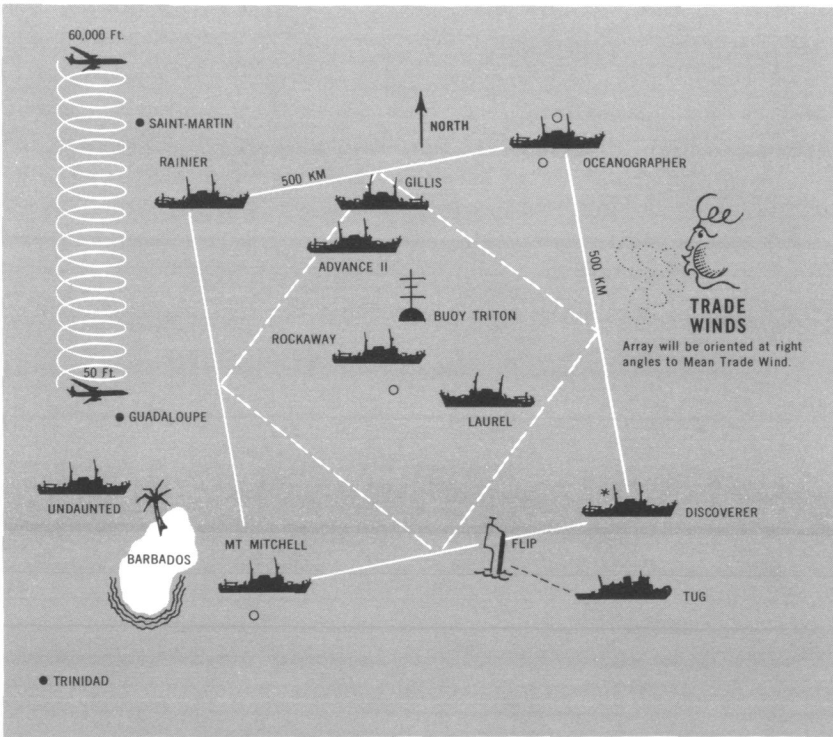 60,000 Ft.
SAINT-MARTIN
NORTH
RAINIER
OCEANOGRAPHER
500 KM
GILLIS
ADVANCE II
500 KM
BUOY TRITON
TRADE
WINDS
ROCKAWAY
Array will be oriented at right
angles to Mean Trade Wind.
50 Ft.
GUADALOUPE
LAUREL
UNDAUNTED
DISCOVERER
MT MITCHELL
FLIP
BARBADOS
TUG
TRINIDAD